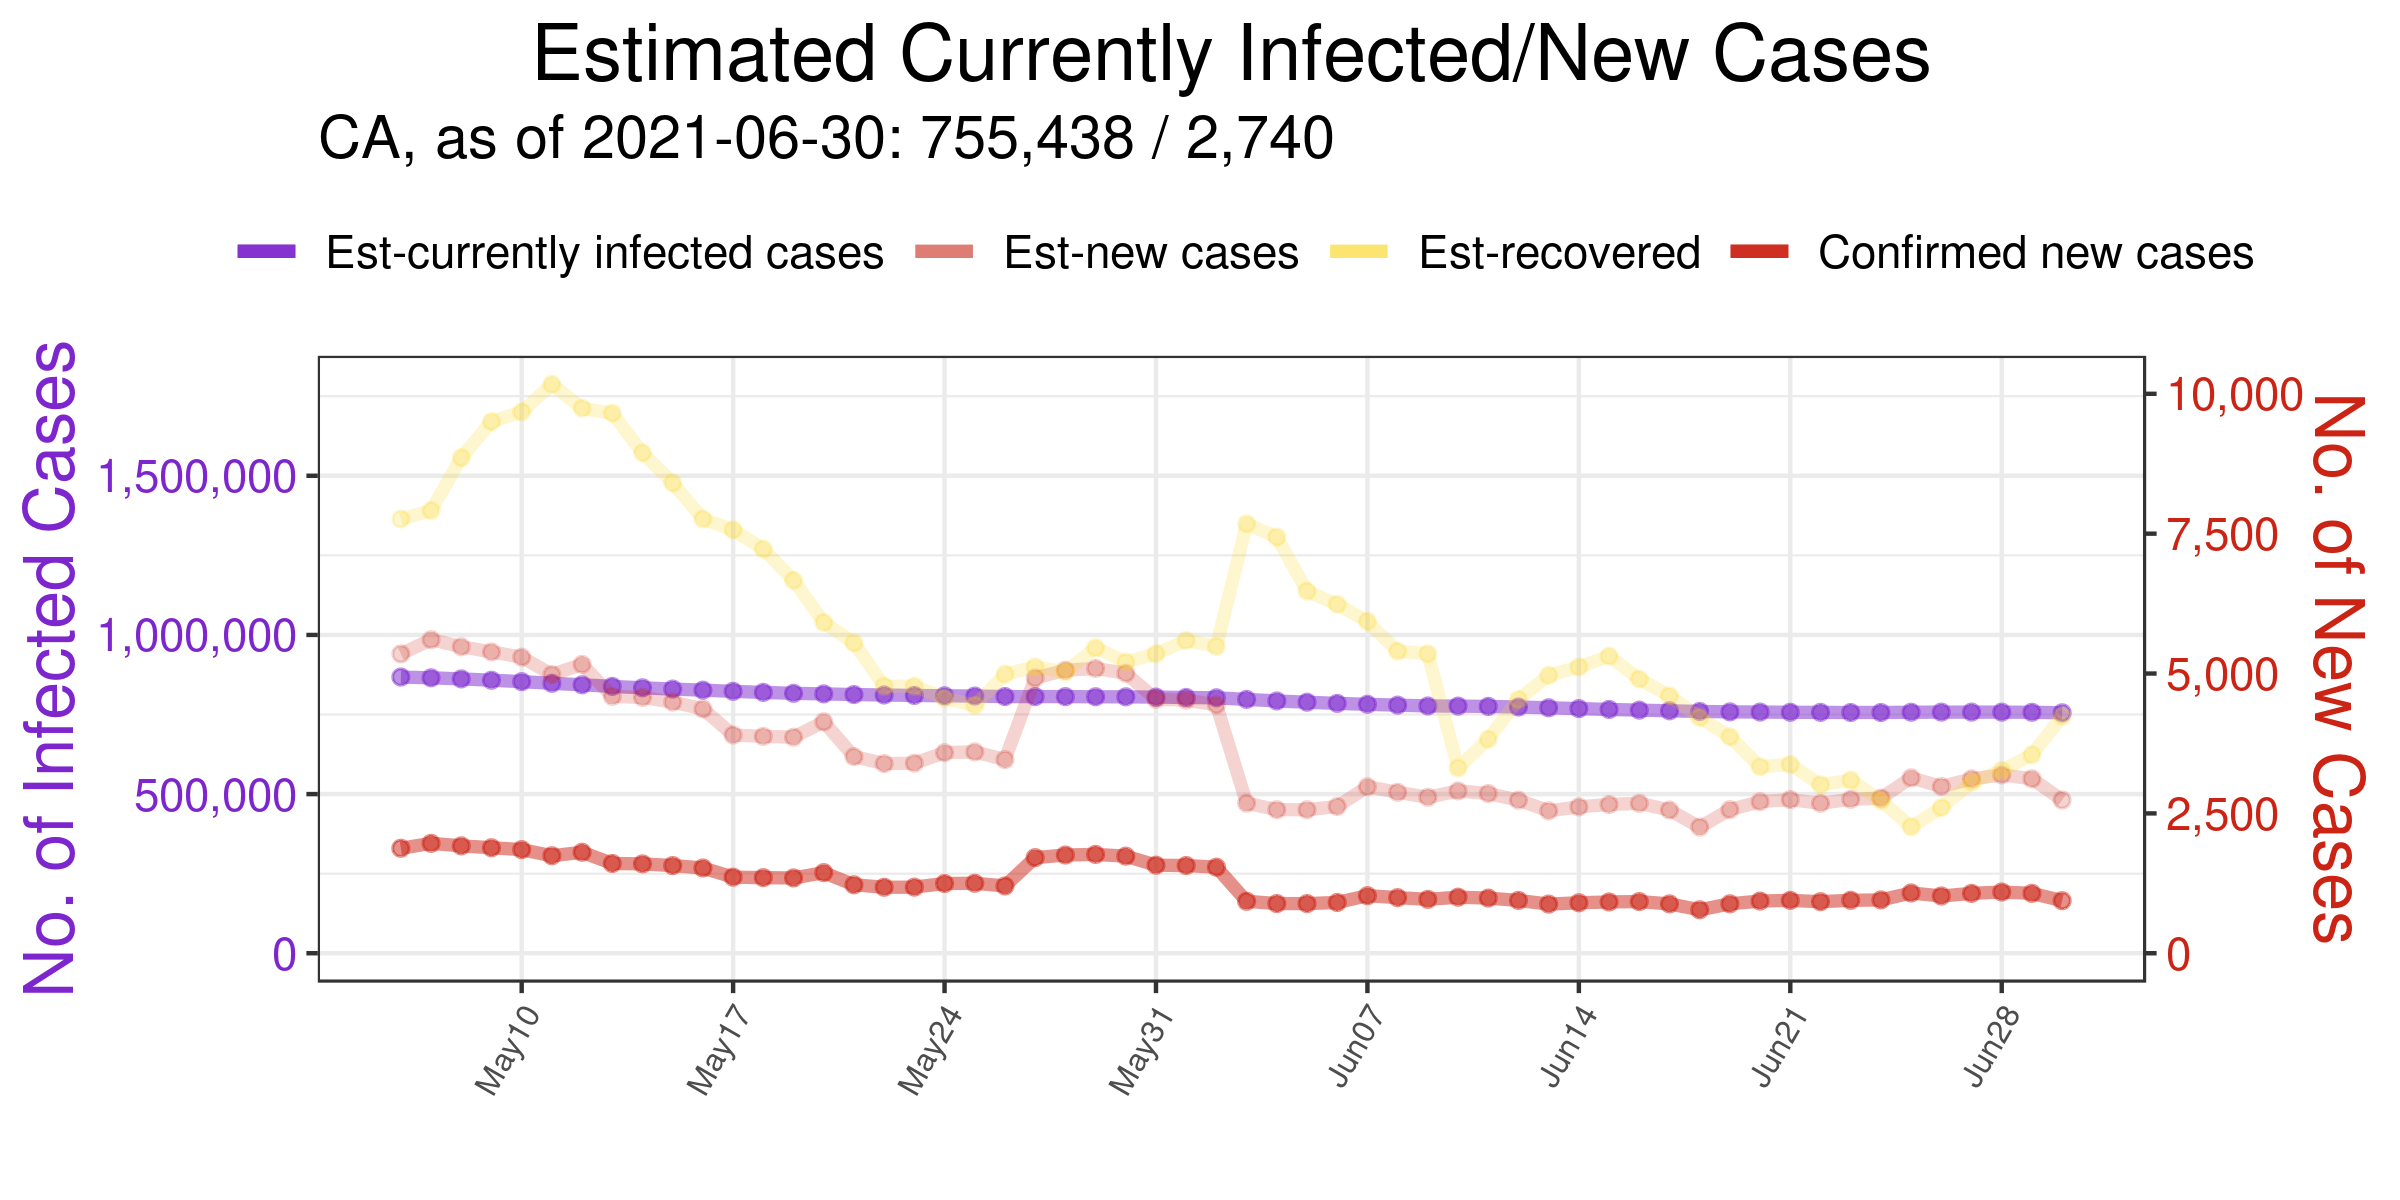 Estimated Currently Infected/New Cases
CA, as of 2021-06-30: 755,438 / 2,740
Est-currently infected cases Est-new cases Est-recovered Confirmed new cases
No. of Infected Cases
1,500,000
1,000,000
500,000
0
10,000
7,500
5,000
2,500
0
No. of New Cases
May10 May17 May24 May31 Jun07 Jun14 Jun21 Jun28